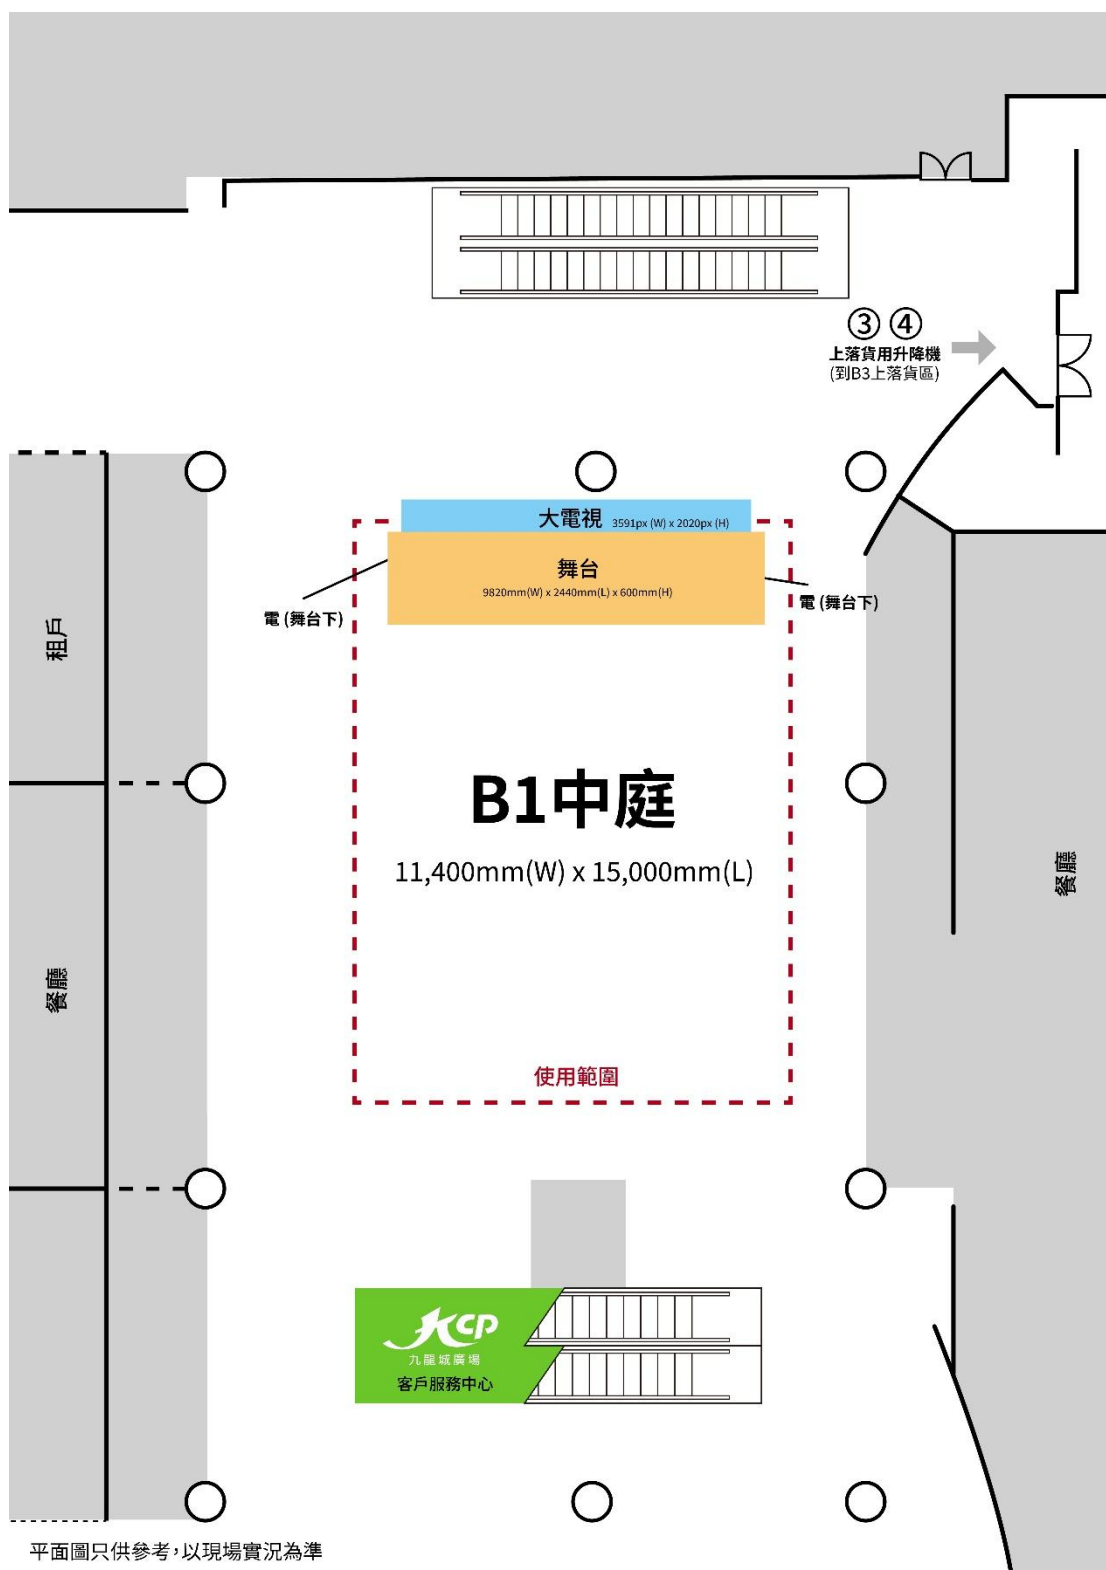 ③ ④
上落貨用升降機
(到B3上落貨區)
大電視 3591px (W) x 2020px (H)
舞台
9820mm(W) x 2440mm(L) x 600mm(H)
電 (舞台下)
電 (舞台下)
租戶
B1中庭
11,400mm(W) x 15,000mm(L)
餐廳
餐廳
使用範圍
KCP
九龍城廣場
客戶服務中心
平面圖只供參考，以現場實況為準